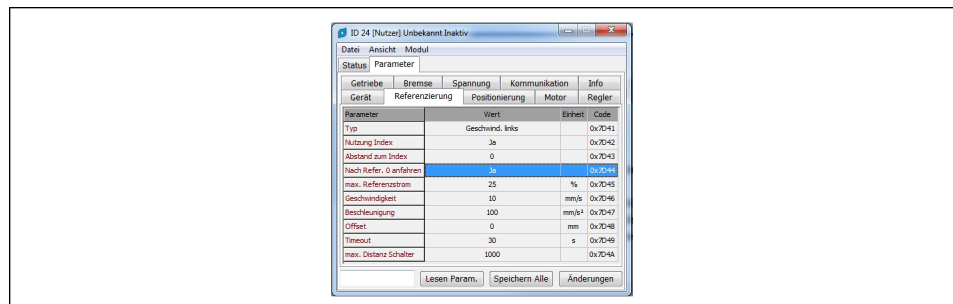 ID 24 [Nutzer] Unbekannt Inaktiv
Datei Ansicht Modul
Status Parameter
Getriebe Bremse Spannung Kommunikation Info
Gerät Referenzierung Positionierung Motor Regler
Parameter Wert Einheit Code
Typ Geschwind. links 0x7D41
Nutzung Index Ja 0x7D42
Abstand zum Index 0 0x7D43
Nach Refer. 0 anfahren Ja 0x7D44
max. Referenzstrom 25 % 0x7D45
Geschwindigkeit 10 mm/s 0x7D46
Beschleunigung 100 mm/s² 0x7D47
Offset 0 mm 0x7D48
Timeout 30 s 0x7D49
max. Distanz Schalter 1000 0x7D4A
Lesen Param. Speichern Alle Änderungen